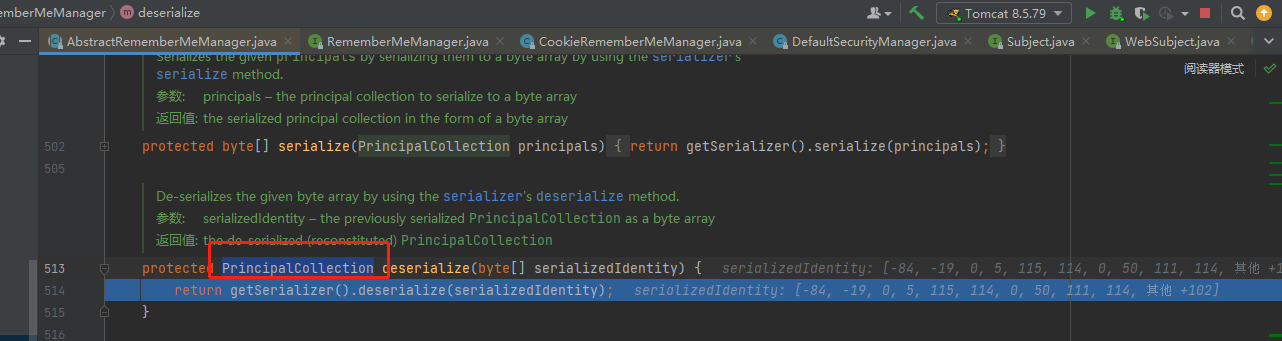 emberMeManager
deserialize
Tomcat 8.5.79
AbstractRememberMeManager.java
RememberMeManager.java
CookieRememberMeManager.java
DefaultSecurityManager.java
Subject.java
WebSubject.java
Serializes the given principals by serializing them to a byte array by using the serializer's
阅读器模式
serialize method.
参数: principals – the principal collection to serialize to a byte array
返回值: the serialized principal collection in the form of a byte array
502 protected byte[] serialize(PrincipalCollection principals) { return getSerializer().serialize(principals); }
505
De-serializes the given byte array by using the serializer's deserialize method.
参数: serializedIdentity – the previously serialized PrincipalCollection as a byte array
返回值: the de-serialized (reconstituted) PrincipalCollection
513 protected PrincipalCollection deserialize(byte[] serializedIdentity) { serializedIdentity: [-84, -19, 0, 5, 115, 114, 0, 50, 111, 114, 其他 +1
514 return getSerializer().deserialize(serializedIdentity); serializedIdentity: [-84, -19, 0, 5, 115, 114, 0, 50, 111, 114, 其他 +102]
515 }
516